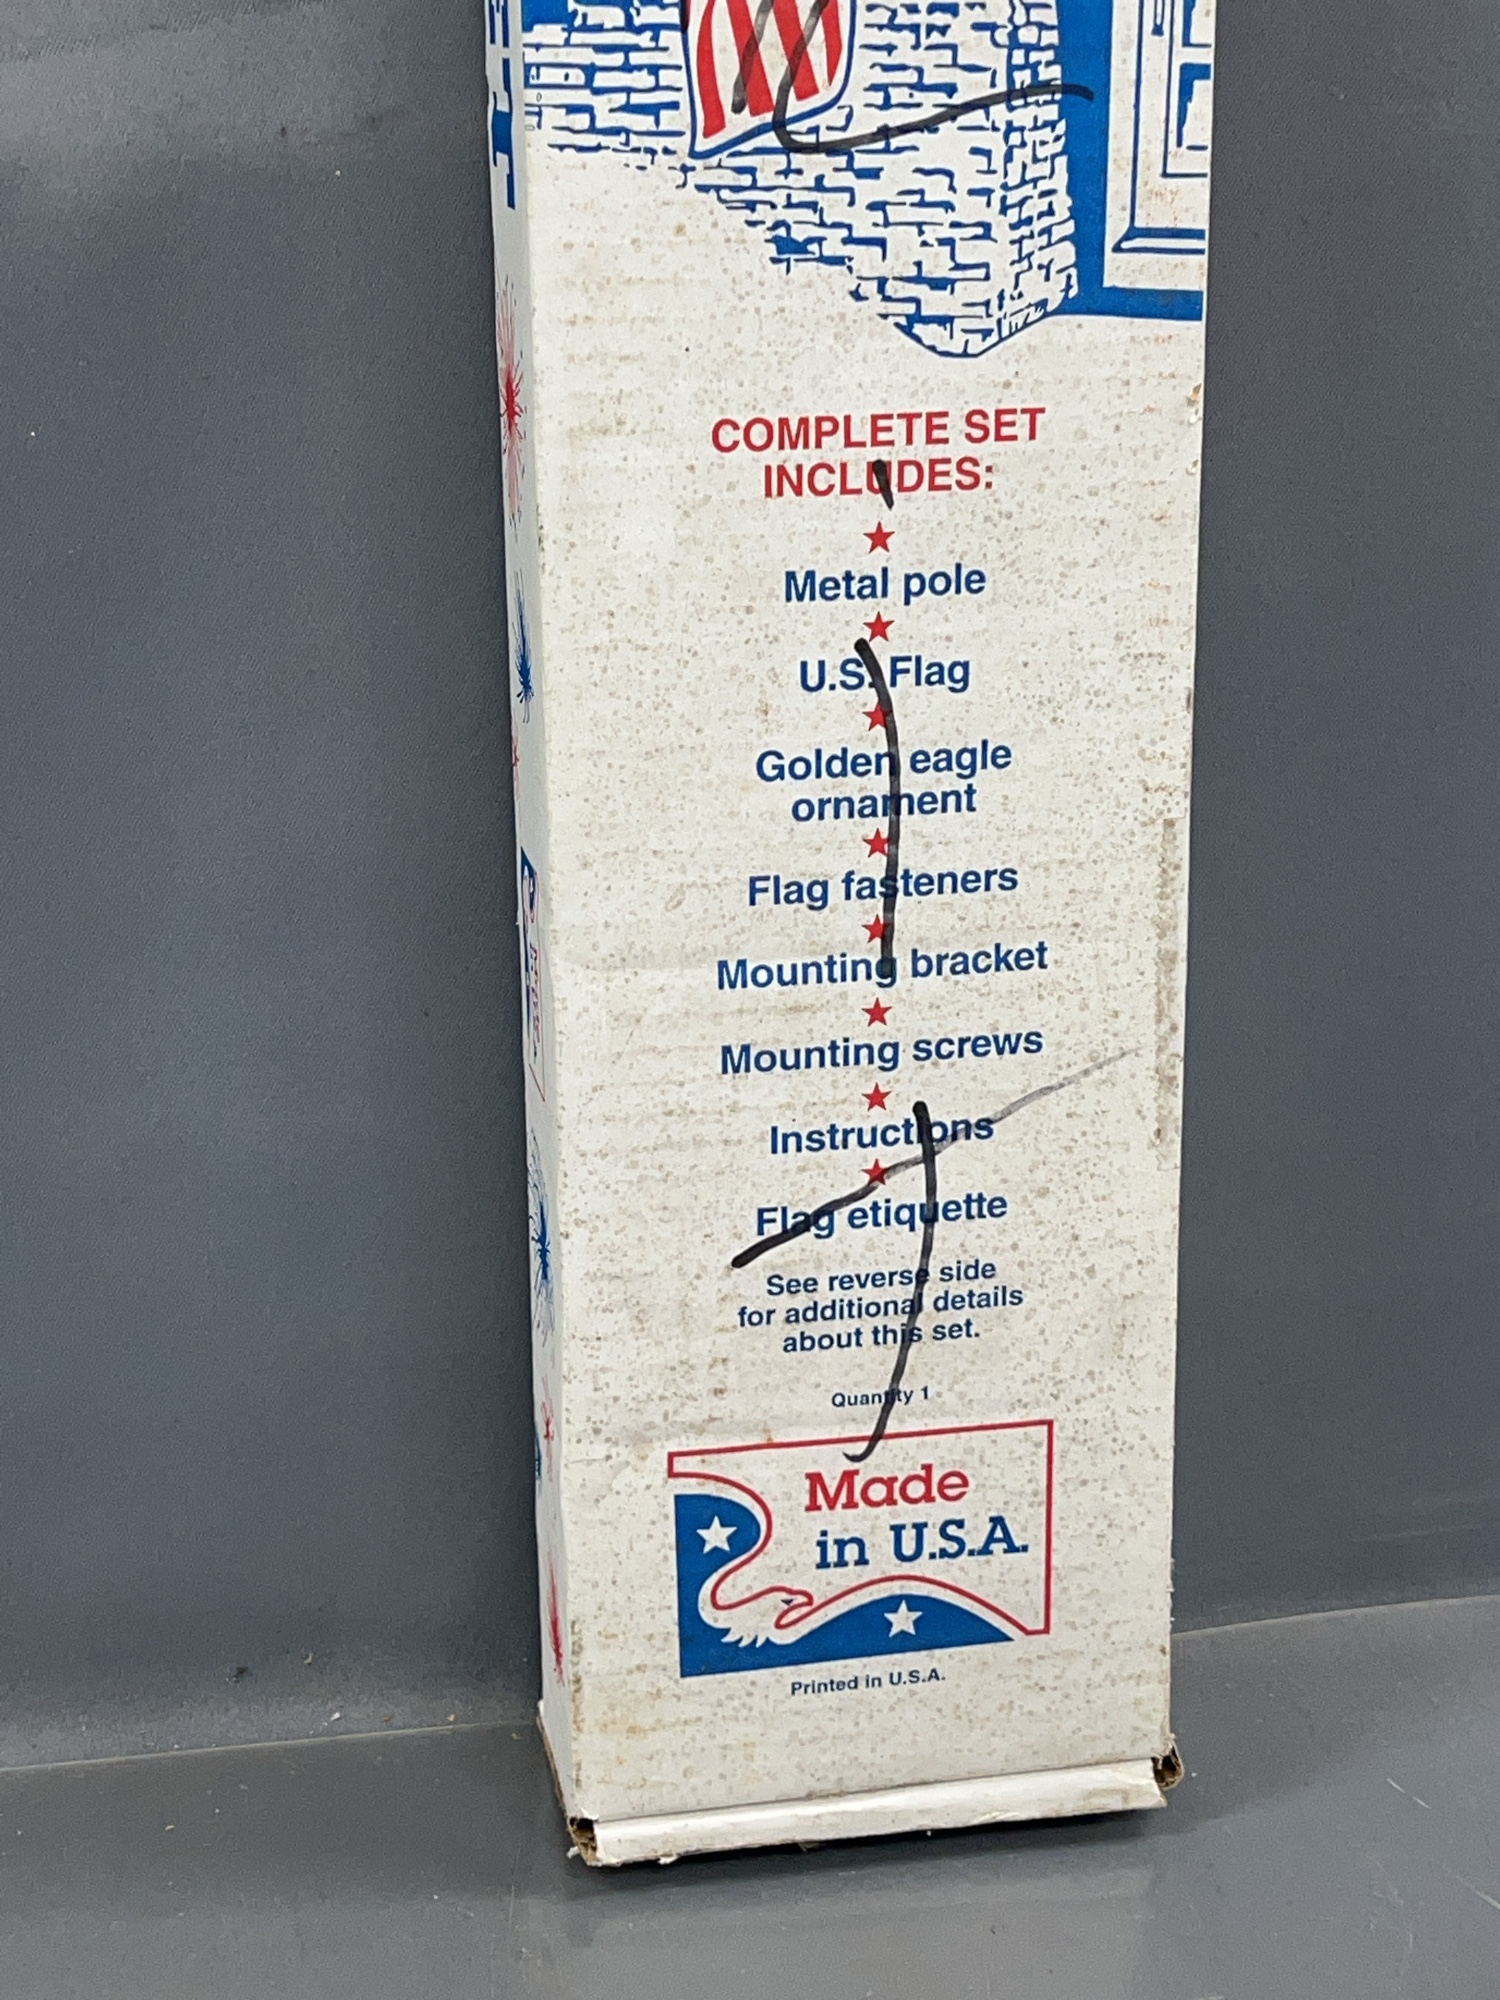 COMPLETE SET
INCLUDES:
Metal pole
U.S. Flag
Golden eagle
ornament
Flag fasteners
Mounting bracket
Mounting screws
Instructions
Flag etiquette
See reverse side
for additional details
about this set.
Quantity 1
Made
in U.S.A.
Printed in U.S.A.